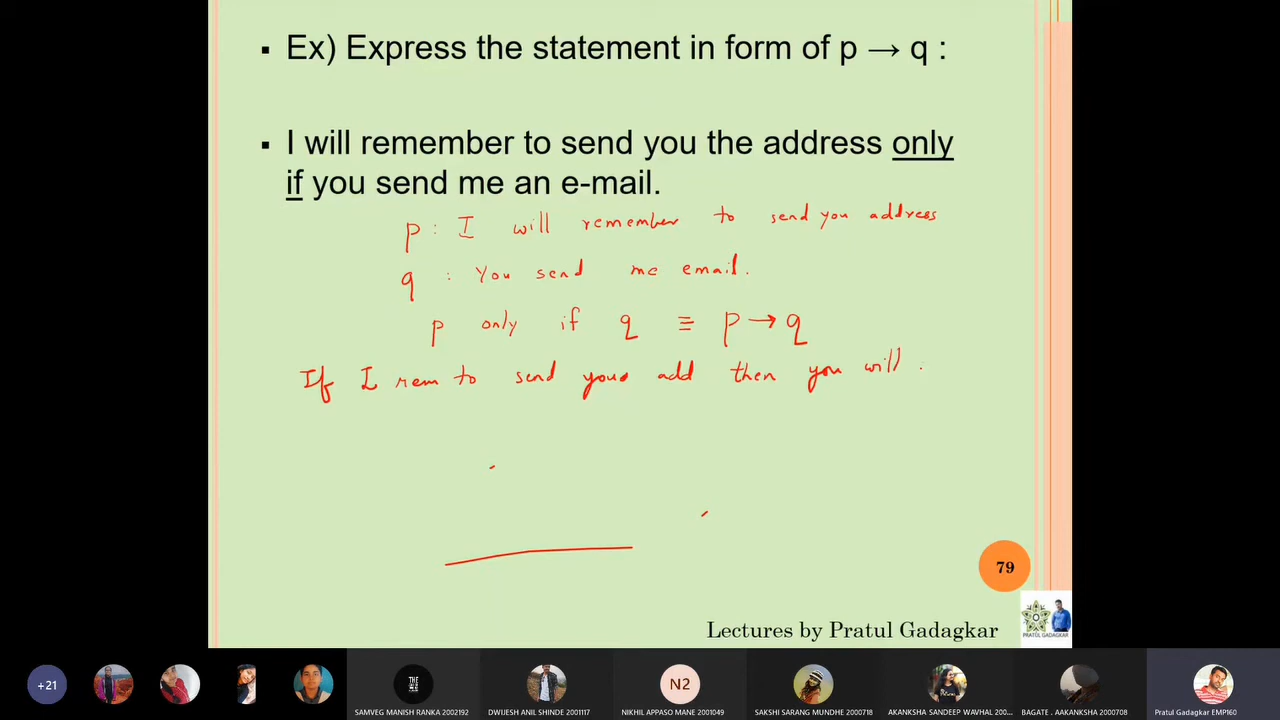 ▪ Ex) Express the statement in form of p → q :
▪ I will remember to send you the address only
if you send me an e-mail.
p : I will remember to send you address
q : You send me email.
p only if q ≡ p → q
If I rem to send you add then you will .
79
PRATUL GADAGKAR
Lectures by Pratul Gadagkar
+21
THE
N2
SAMVEG MANISH RANKA 2002192
DWIJESH ANIL SHINDE 2001117
NIKHIL APPASO MANE 2001049
SAKSHI SARANG MUNDHE 2000718
AKANKSHA SANDEEP WAVHAL 200...
BAGATE . AAKANKSHA 2000708
Pratul Gadagkar EMP160